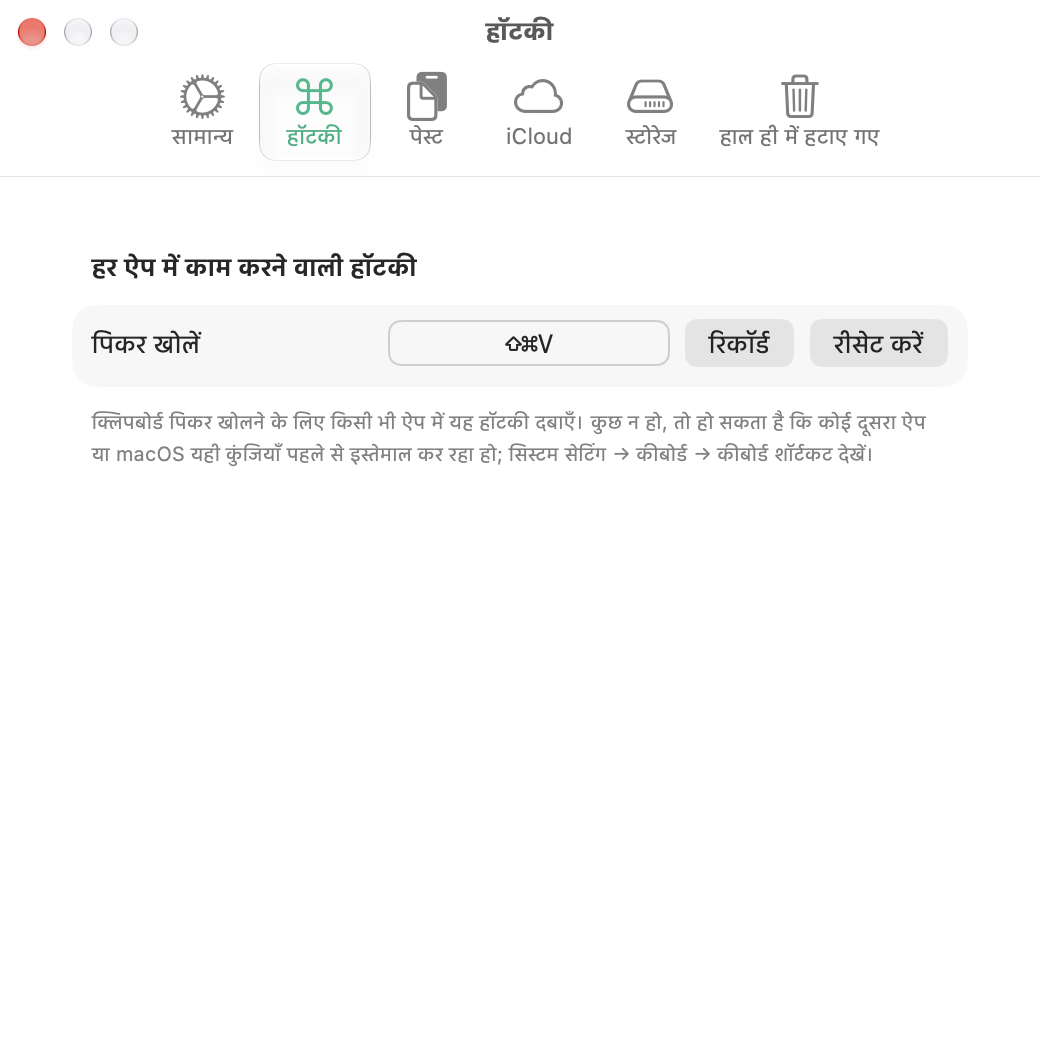 हॉटकी
सामान्य
हॉटकी
पेस्ट
iCloud
स्टोरेज
हाल ही में हटाए गए
हर ऐप में काम करने वाली हॉटकी
पिकर खोलें
⇧⌘V
रिकॉर्ड
रीसेट करें
क्लिपबोर्ड पिकर खोलने के लिए किसी भी ऐप में यह हॉटकी दबाएँ। कुछ न हो, तो हो सकता है कि कोई दूसरा ऐप
या macOS यही कुंजियाँ पहले से इस्तेमाल कर रहा हो; सिस्टम सेटिंग → कीबोर्ड → कीबोर्ड शॉर्टकट देखें।